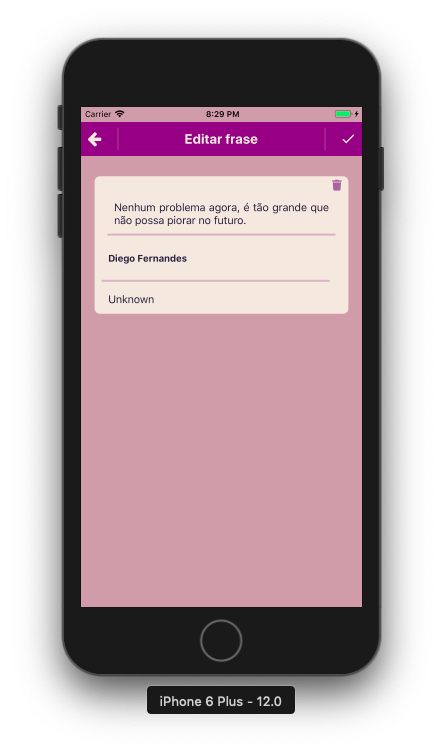 Carrier 8:29 PM
Editar frase
Nenhum problema agora, é tão grande que
não possa piorar no futuro.
Diego Fernandes
Unknown
iPhone 6 Plus - 12.0